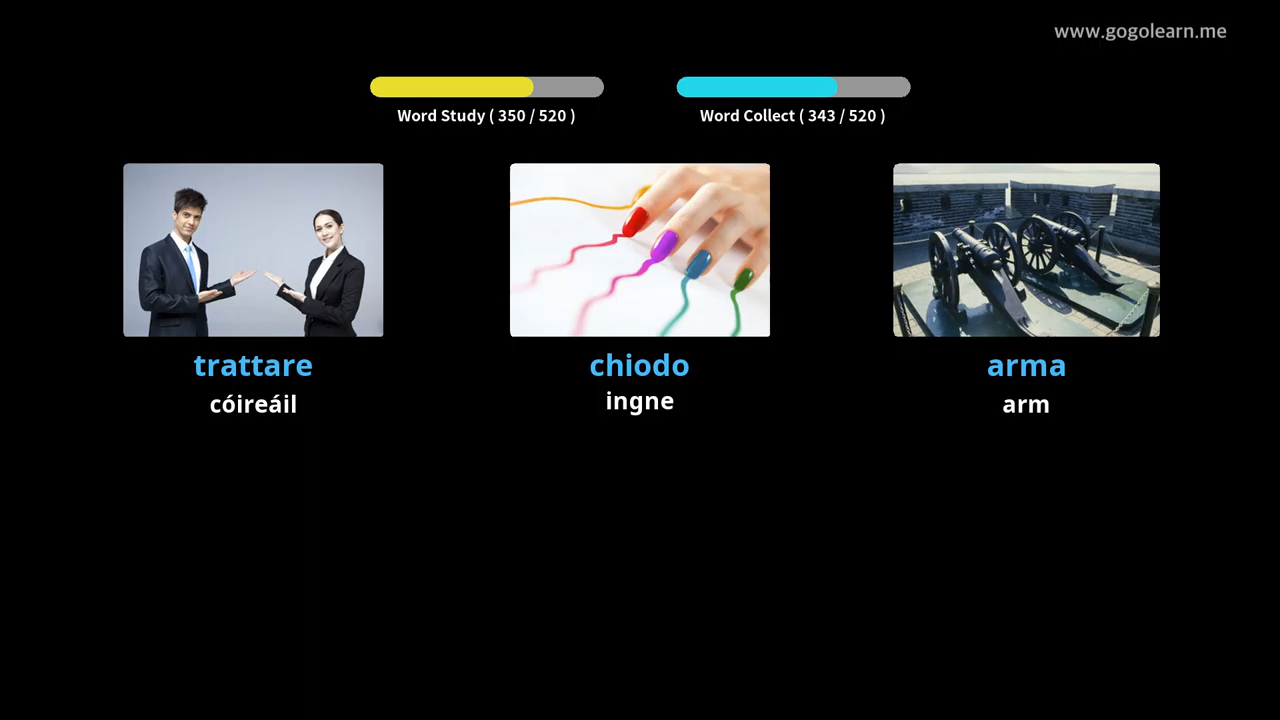 www.gogolearn.me
Word Study ( 350 / 520 )
Word Collect ( 343 / 520 )
trattare
cóireáil
chiodo
ingne
arma
arm